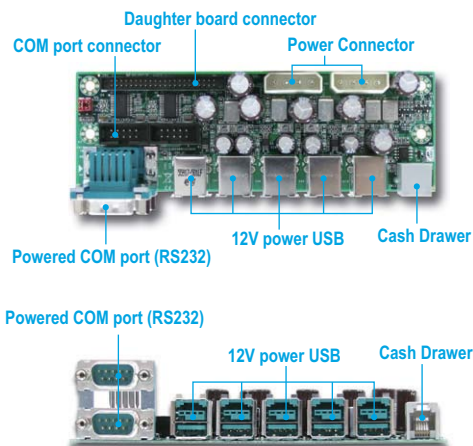 Daughter board connector
COM port connector
Power Connector
12V power USB
Cash Drawer
Powered COM port (RS232)
Powered COM port (RS232)
12V power USB
Cash Drawer